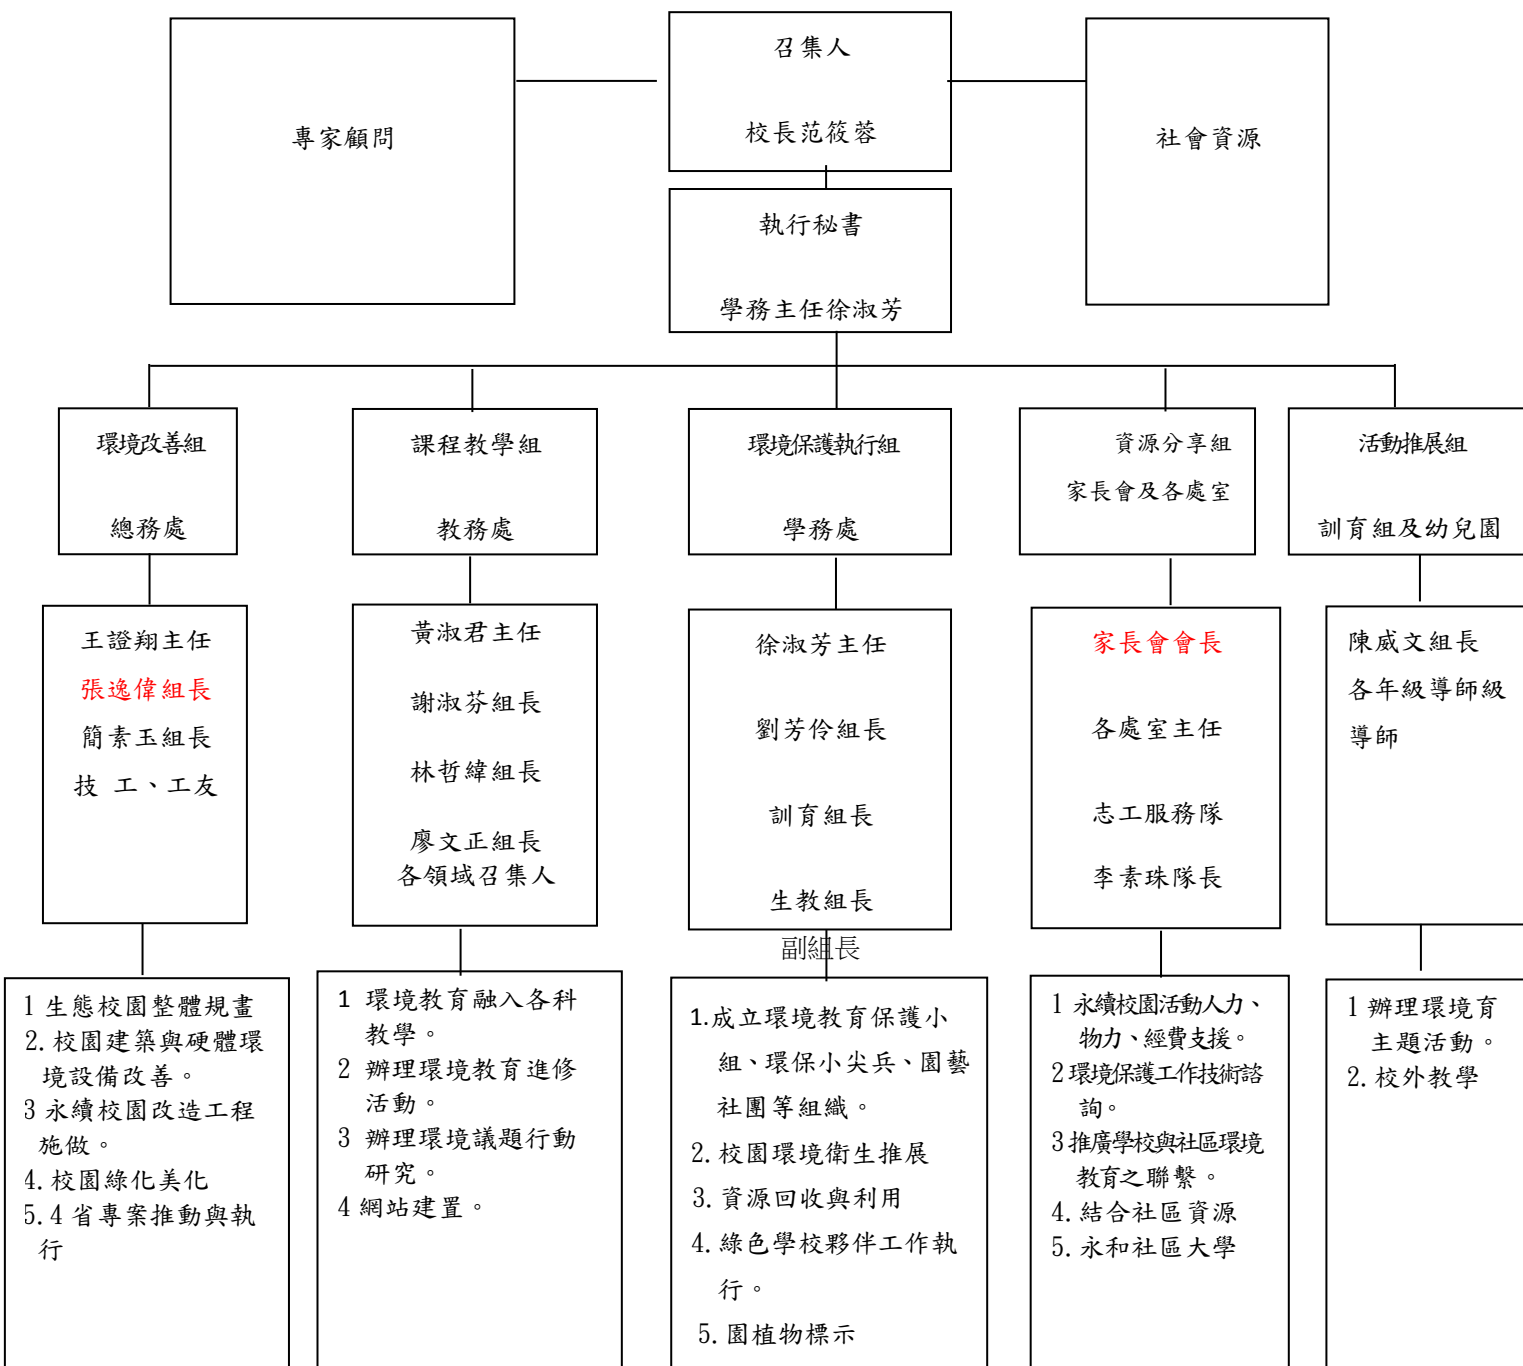 召集人
校長范筱蓉
專家顧問
社會資源
執行秘書
學務主任徐淑芳
環境改善組
總務處
課程教學組
教務處
環境保護執行組
學務處
資源分享組
家長會及各處室
活動推展組
訓育組及幼兒園
王證翔主任
張逸偉組長
簡素玉組長
技 工、工友
黃淑君主任
謝淑芬組長
林哲緯組長
廖文正組長
各領域召集人
徐淑芳主任
劉芳伶組長
訓育組長
生教組長
副組長
家長會會長
各處室主任
志工服務隊
李素珠隊長
陳威文組長
各年級導師級
導師
1 生態校園整體規畫
2. 校園建築與硬體環
境設備改善。
3 永續校園改造工程
施做。
4. 校園綠化美化
5. 4 省專案推動與執
行
1 環境教育融入各科
教學。
2 辦理環境教育進修
活動。
3 辦理環境議題行動
研究。
4 網站建置。
1.成立環境教育保護小
組、環保小尖兵、園藝
社團等組織。
2. 校園環境衛生推展
3. 資源回收與利用
4. 綠色學校夥伴工作執
行。
5. 園植物標示
1 永續校園活動人力、
物力、經費支援。
2 環境保護工作技術諮
詢。
3 推廣學校與社區環境
教育之聯繫。
4. 結合社區資源
5. 永和社區大學
1 辦理環境育
主題活動。
2. 校外教學